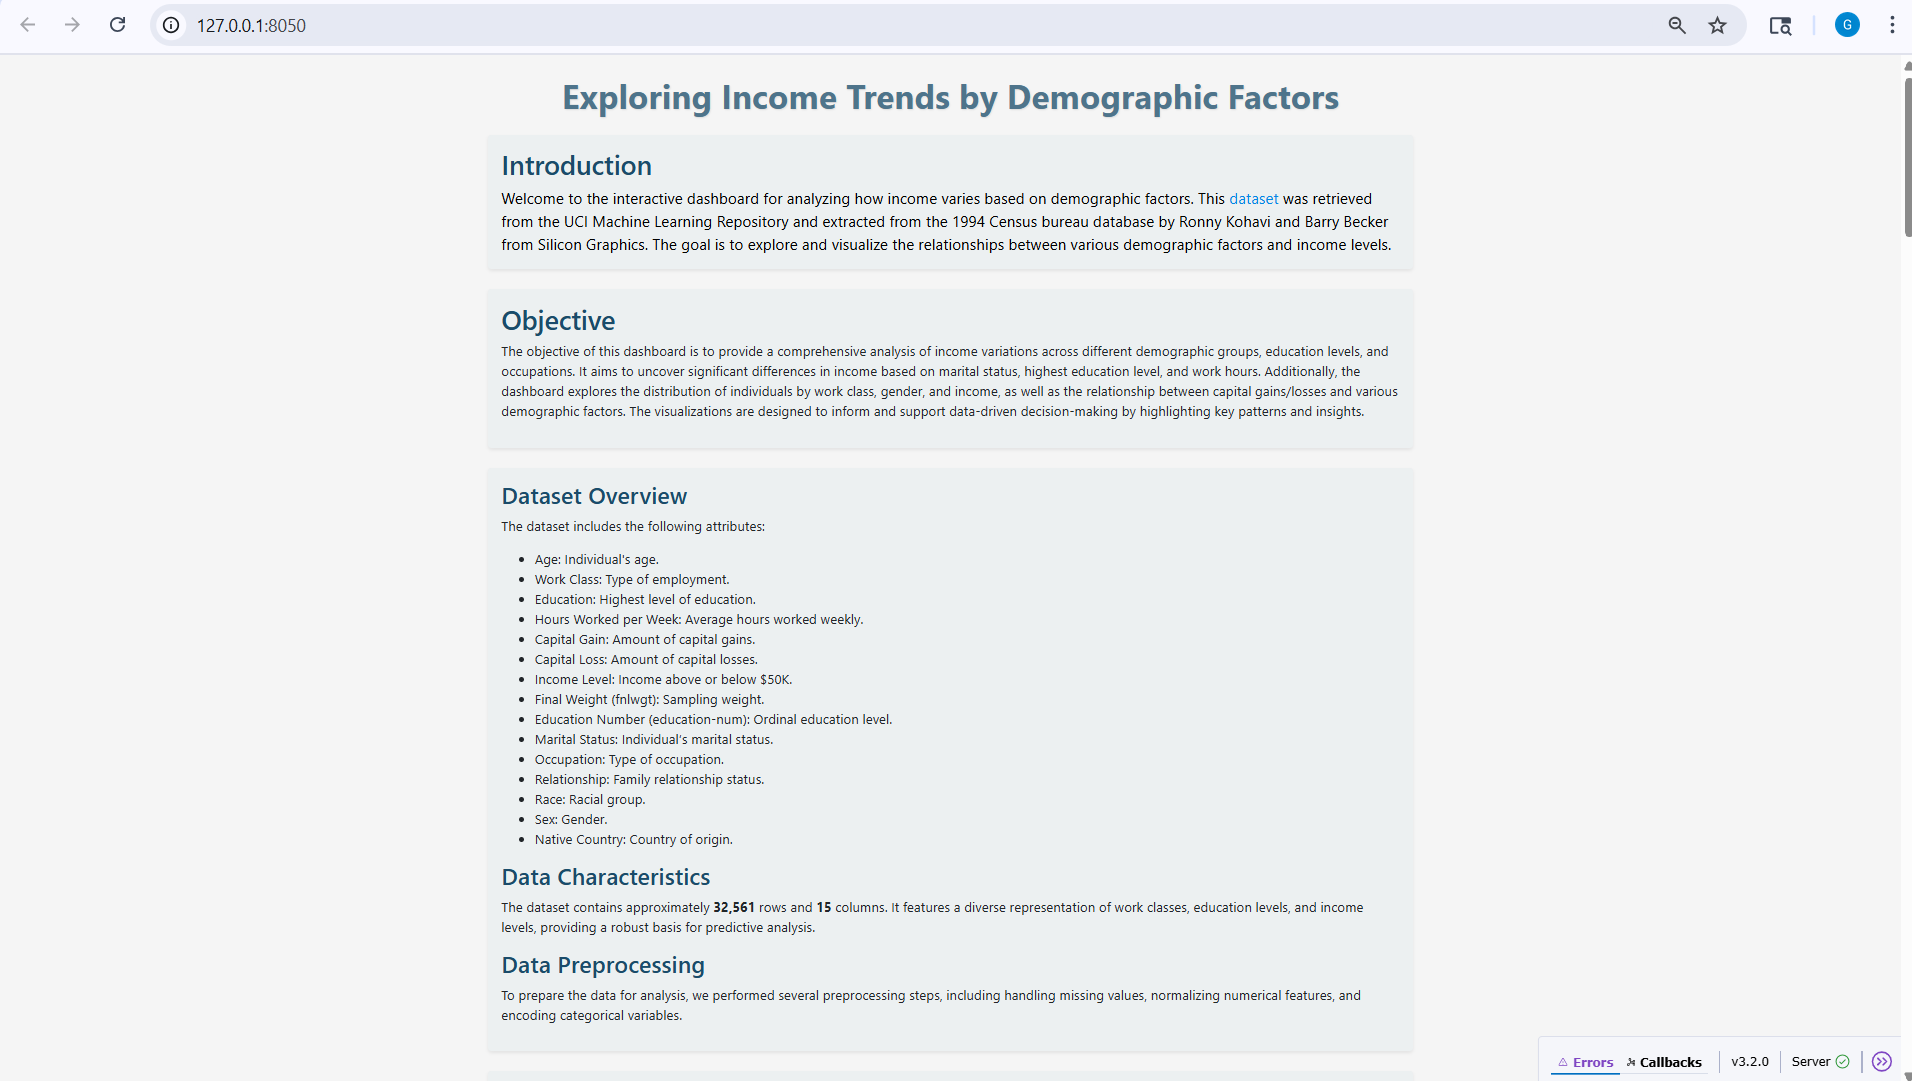 127.0.0.1:8050
G
Exploring Income Trends by Demographic Factors
Introduction
Welcome to the interactive dashboard for analyzing how income varies based on demographic factors. This dataset was retrieved
from the UCI Machine Learning Repository and extracted from the 1994 Census bureau database by Ronny Kohavi and Barry Becker
from Silicon Graphics. The goal is to explore and visualize the relationships between various demographic factors and income levels.
Objective
The objective of this dashboard is to provide a comprehensive analysis of income variations across different demographic groups, education levels, and
occupations. It aims to uncover significant differences in income based on marital status, highest education level, and work hours. Additionally, the
dashboard explores the distribution of individuals by work class, gender, and income, as well as the relationship between capital gains/losses and various
demographic factors. The visualizations are designed to inform and support data-driven decision-making by highlighting key patterns and insights.
Dataset Overview
The dataset includes the following attributes:
• Age: Individual's age.
• Work Class: Type of employment.
• Education: Highest level of education.
• Hours Worked per Week: Average hours worked weekly.
• Capital Gain: Amount of capital gains.
• Capital Loss: Amount of capital losses.
• Income Level: Income above or below $50K.
• Final Weight (fnlwgt): Sampling weight.
• Education Number (education-num): Ordinal education level.
• Marital Status: Individual's marital status.
• Occupation: Type of occupation.
• Relationship: Family relationship status.
• Race: Racial group.
• Sex: Gender.
• Native Country: Country of origin.
Data Characteristics
The dataset contains approximately 32,561 rows and 15 columns. It features a diverse representation of work classes, education levels, and income
levels, providing a robust basis for predictive analysis.
Data Preprocessing
To prepare the data for analysis, we performed several preprocessing steps, including handling missing values, normalizing numerical features, and
encoding categorical variables.
Errors Callbacks v3.2.0 Server